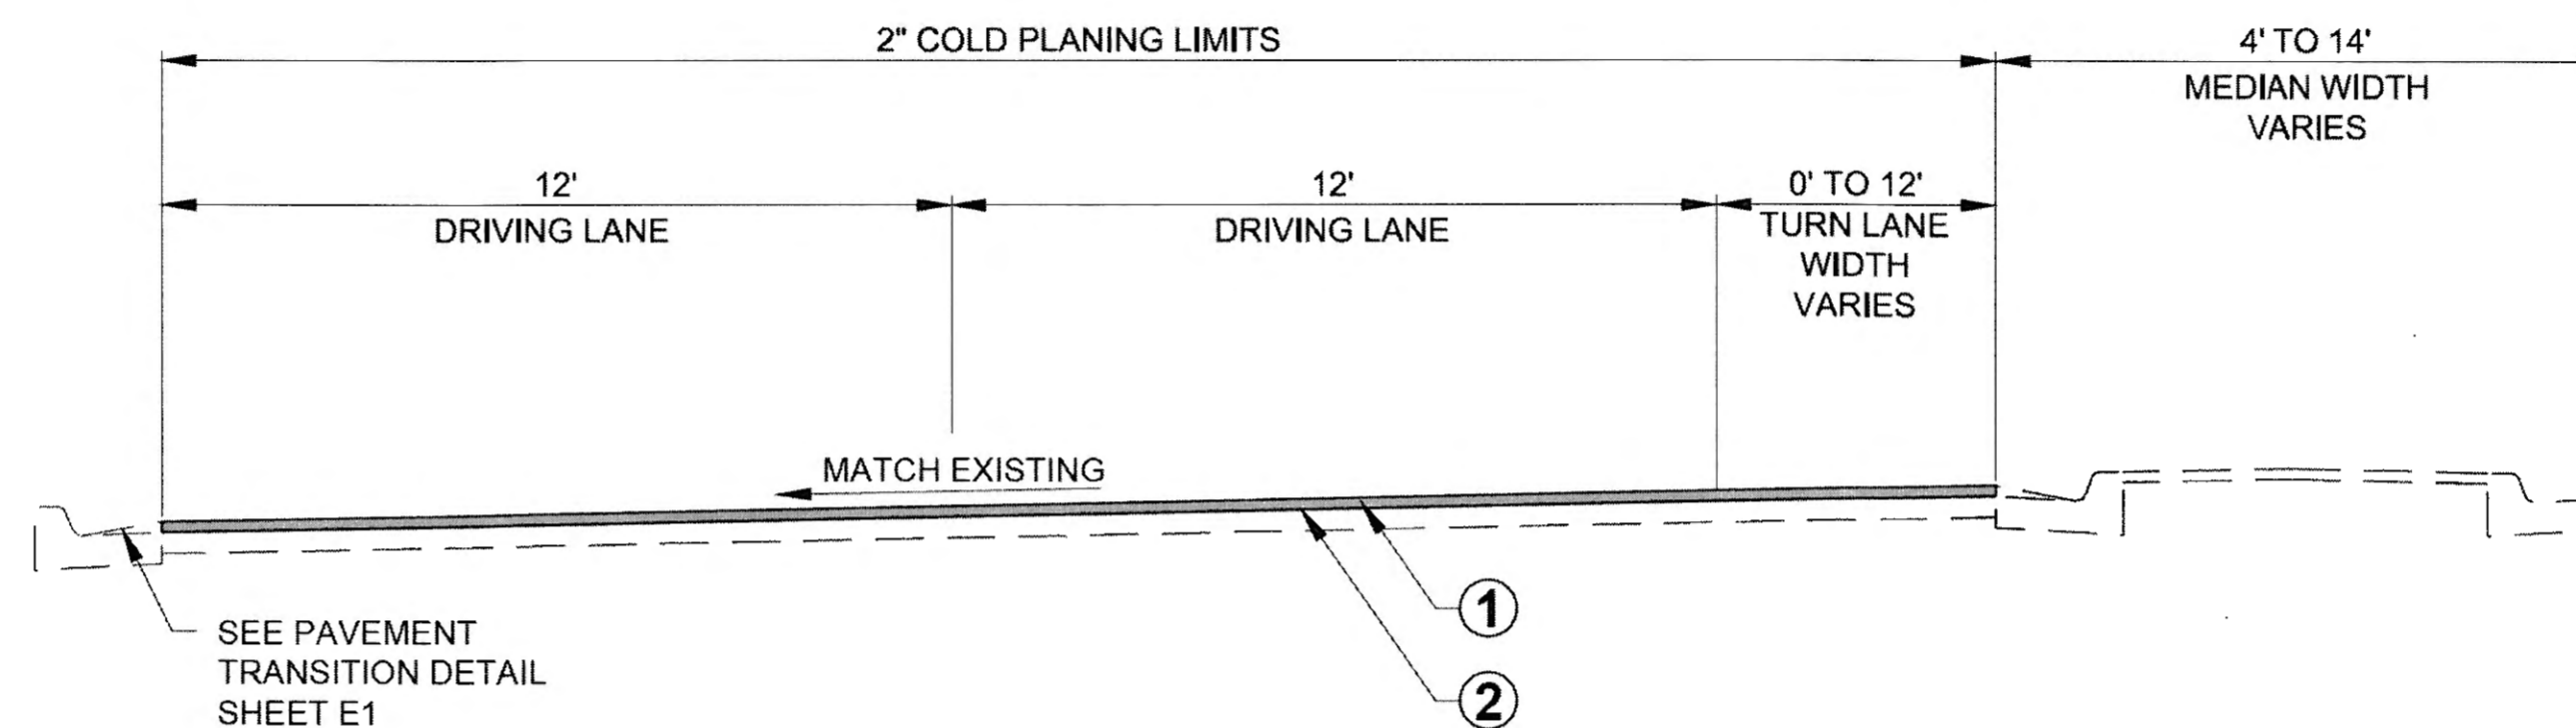 2" COLD PLANING LIMITS
4' TO 14'
MEDIAN WIDTH
VARIES
12'
DRIVING LANE
12'
DRIVING LANE
0' TO 12'
TURN LANE
WIDTH
VARIES
MATCH EXISTING
SEE PAVEMENT
TRANSITION DETAIL
SHEET E1
1
2